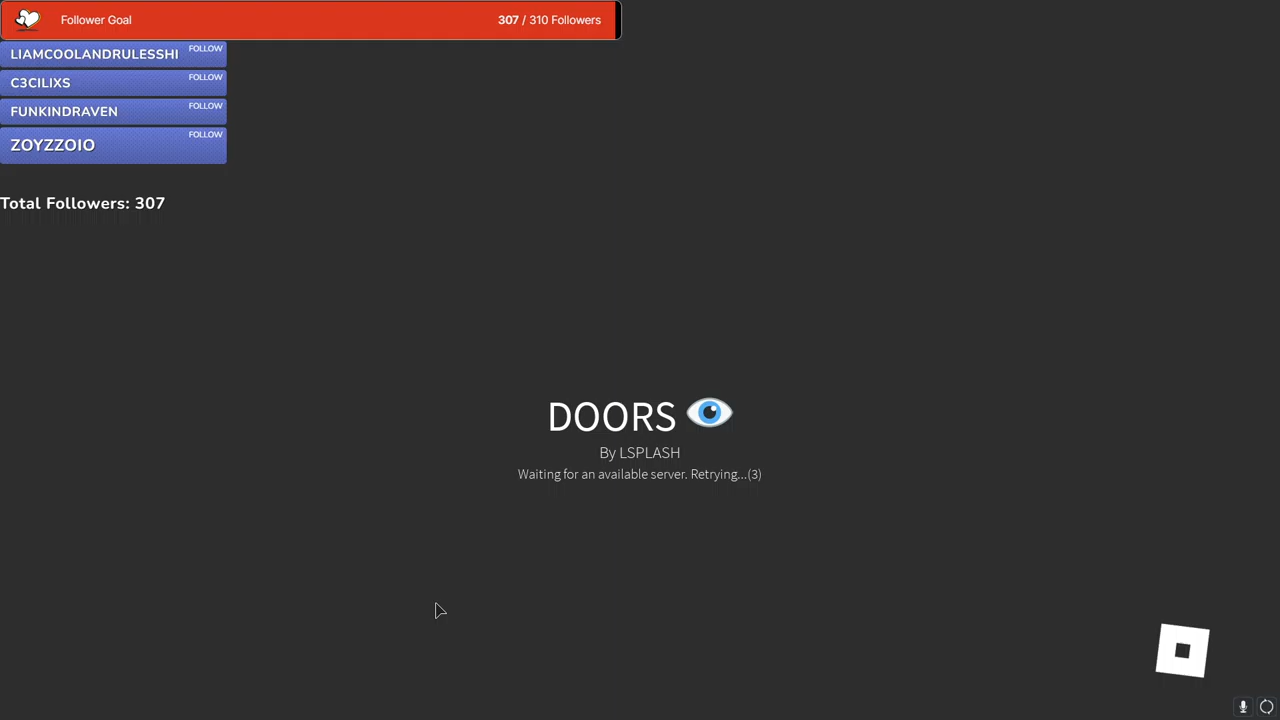 Follower Goal 307 / 310 Followers
LIAMCOOLANDRULESSHI FOLLOW
C3CILIXS FOLLOW
FUNKINDRAVEN FOLLOW
ZOYZZOIO FOLLOW
Total Followers: 307
DOORS 👁️
By LSPLASH
Waiting for an available server. Retrying...(3)